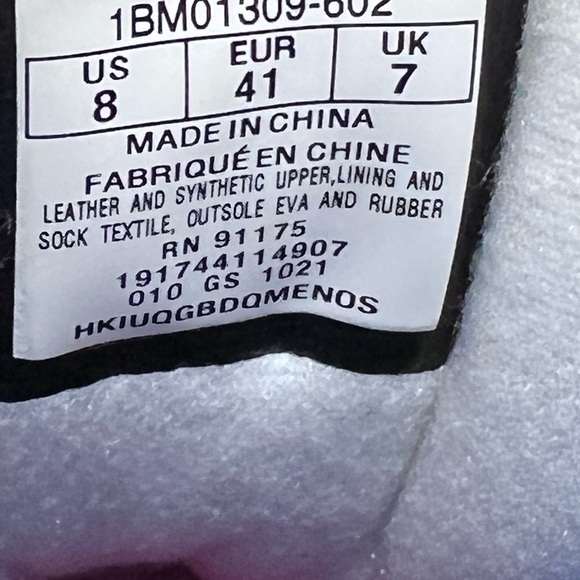 1BM01309-602
US EUR UK
8 41 7
MADE IN CHINA
FABRIQUÉ EN CHINE
LEATHER AND SYNTHETIC UPPER,LINING AND
SOCK TEXTILE, OUTSOLE EVA AND RUBBER
RN 91175
191744114907
010 GS 1021
HKIUQGBDQMENOS